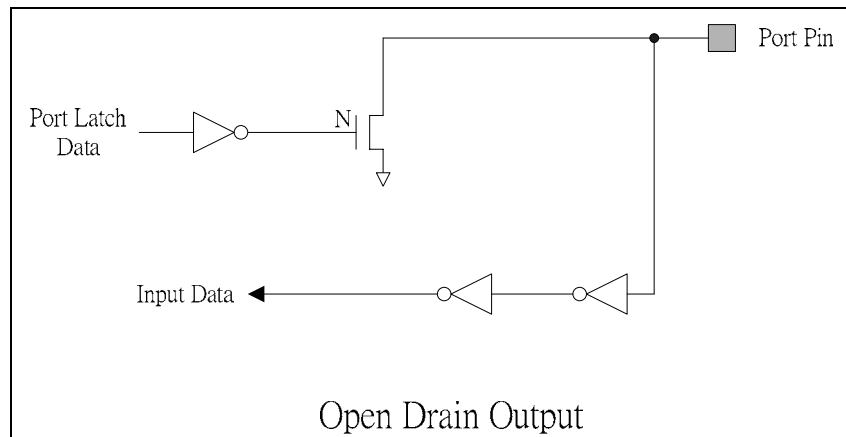 Port Pin
N
Port Latch
Data
Input Data
Open Drain Output